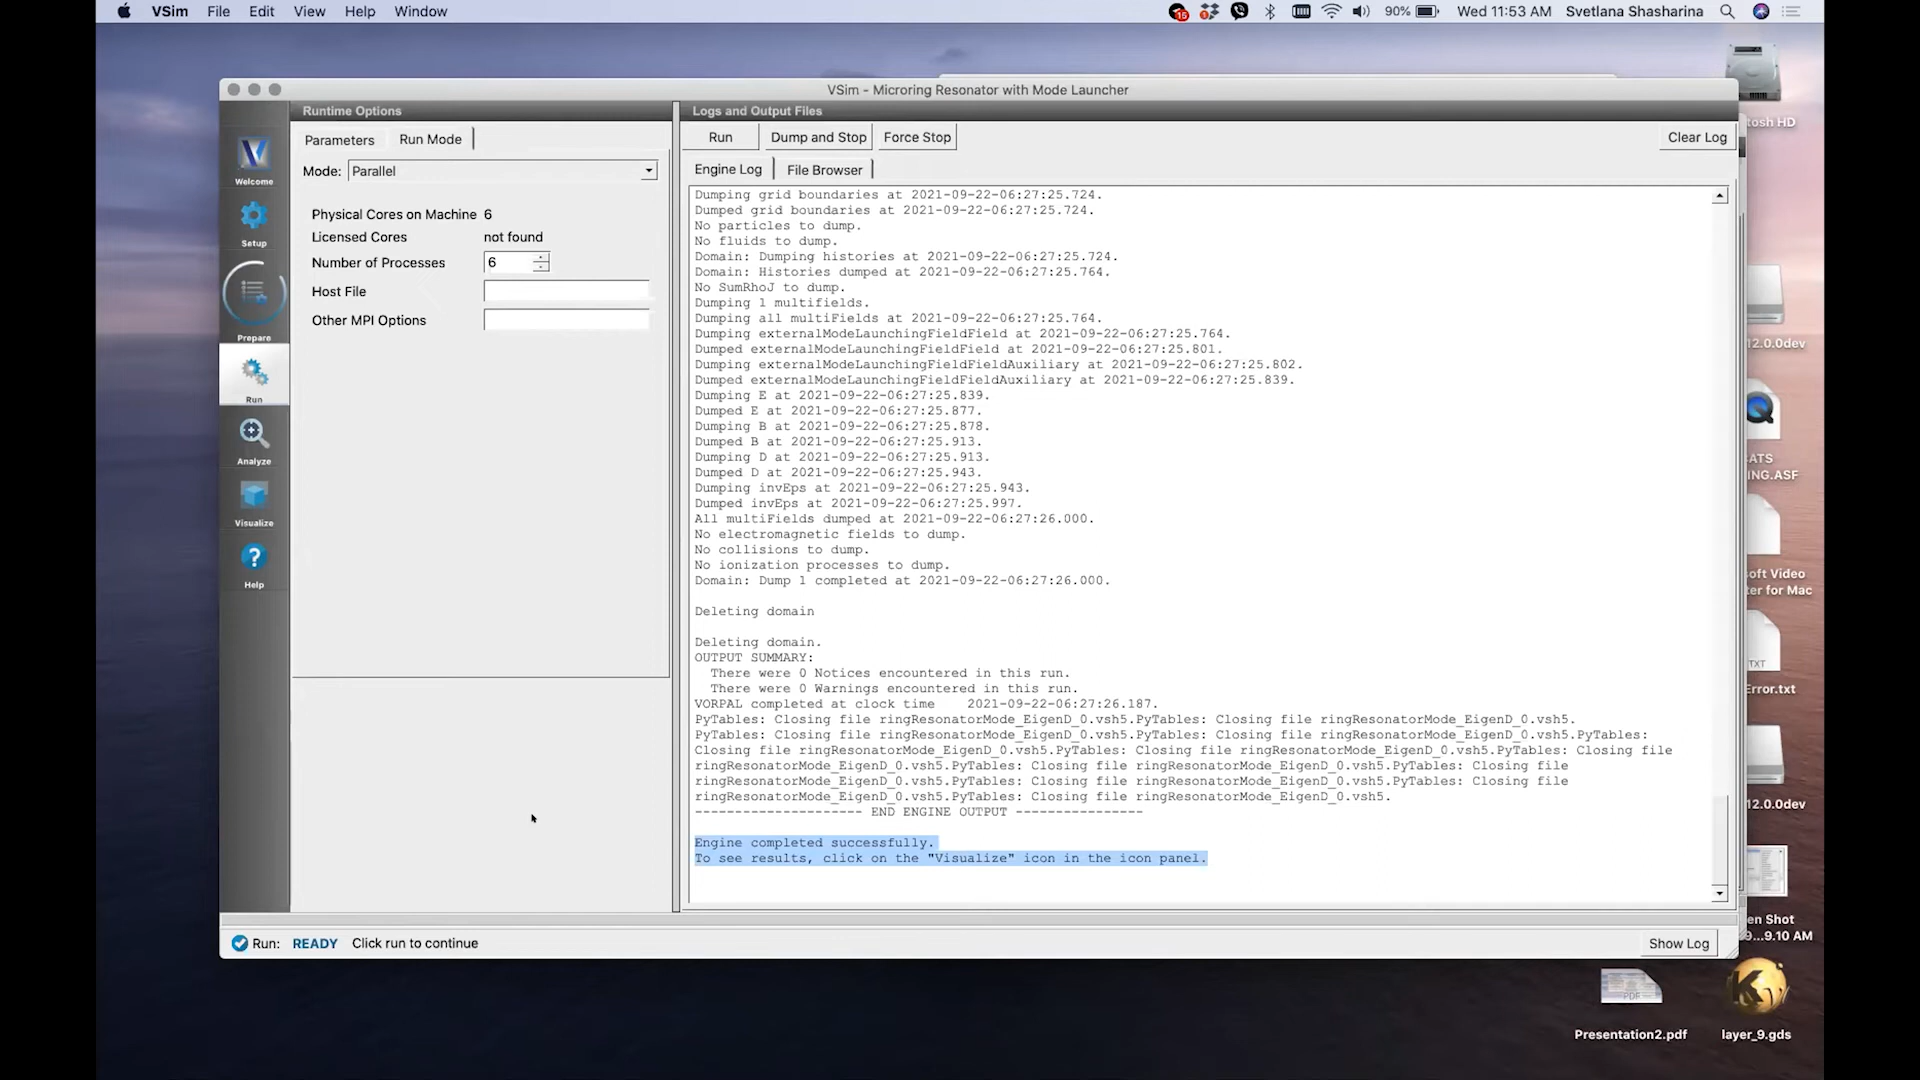 VSim File Edit View Help Window
15 90% Wed 11:53 AM Svetlana Shasharina
VSim - Microring Resonator with Mode Launcher
Runtime Options
Parameters Run Mode
Mode: Parallel
Physical Cores on Machine 6
Licensed Cores not found
Number of Processes 6
Host File
Other MPI Options
Welcome
Setup
Prepare
Run
Analyze
Visualize
Help
Logs and Output Files
Run Dump and Stop Force Stop Clear Log
Engine Log File Browser
Dumping grid boundaries at 2021-09-22-06:27:25.724.
Dumped grid boundaries at 2021-09-22-06:27:25.724.
No particles to dump.
No fluids to dump.
Domain: Dumping histories at 2021-09-22-06:27:25.724.
Domain: Histories dumped at 2021-09-22-06:27:25.764.
No SumRhoJ to dump.
Dumping 1 multifields.
Dumping all multiFields at 2021-09-22-06:27:25.764.
Dumping externalModeLaunchingFieldField at 2021-09-22-06:27:25.764.
Dumped externalModeLaunchingFieldField at 2021-09-22-06:27:25.801.
Dumping externalModeLaunchingFieldFieldAuxiliary at 2021-09-22-06:27:25.802.
Dumped externalModeLaunchingFieldFieldAuxiliary at 2021-09-22-06:27:25.839.
Dumping E at 2021-09-22-06:27:25.839.
Dumped E at 2021-09-22-06:27:25.877.
Dumping B at 2021-09-22-06:27:25.878.
Dumped B at 2021-09-22-06:27:25.913.
Dumping D at 2021-09-22-06:27:25.913.
Dumped D at 2021-09-22-06:27:25.943.
Dumping invEps at 2021-09-22-06:27:25.943.
Dumped invEps at 2021-09-22-06:27:25.997.
All multiFields dumped at 2021-09-22-06:27:26.000.
No electromagnetic fields to dump.
No collisions to dump.
No ionization processes to dump.
Domain: Dump 1 completed at 2021-09-22-06:27:26.000.
Deleting domain
Deleting domain.
OUTPUT SUMMARY:
There were 0 Notices encountered in this run.
There were 0 Warnings encountered in this run.
VORPAL completed at clock time 2021-09-22-06:27:26.187.
PyTables: Closing file ringResonatorMode_EigenD_0.vsh5.PyTables: Closing file ringResonatorMode_EigenD_0.vsh5.
PyTables: Closing file ringResonatorMode_EigenD_0.vsh5.PyTables: Closing file ringResonatorMode_EigenD_0.vsh5.PyTables:
Closing file ringResonatorMode_EigenD_0.vsh5.PyTables: Closing file ringResonatorMode_EigenD_0.vsh5.PyTables: Closing file
ringResonatorMode_EigenD_0.vsh5.PyTables: Closing file ringResonatorMode_EigenD_0.vsh5.PyTables: Closing file
ringResonatorMode_EigenD_0.vsh5.PyTables: Closing file ringResonatorMode_EigenD_0.vsh5.PyTables: Closing file
ringResonatorMode_EigenD_0.vsh5.PyTables: Closing file ringResonatorMode_EigenD_0.vsh5.
--------------------- END ENGINE OUTPUT ----------------
Engine completed successfully.
To see results, click on the "Visualize" icon in the icon panel.
Run: READY Click run to continue
Show Log
tosh HD
12.0.0dev
ATS
ING.ASF
oft Video
ter for Mac
TXT
Error.txt
12.0.0dev
en Shot
9...9.10 AM
PDF
Presentation2.pdf
layer_9.gds